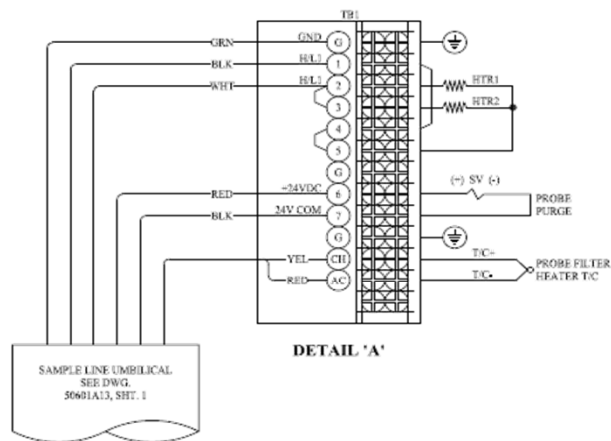 TB1
GRN GND G
BLK H/L1 1
WHT H/L1 2 HTR1
3 HTR2
4
5
G
RED +24VDC 6 (+) SV (-)
BLK 24V COM 7 PROBE PURGE
G
YEL CH T/C+
RED AC T/C-
PROBE FILTER
HEATER T/C
DETAIL 'A'
SAMPLE LINE UMBILICAL
SEE DWG.
50601A13, SHT. 1